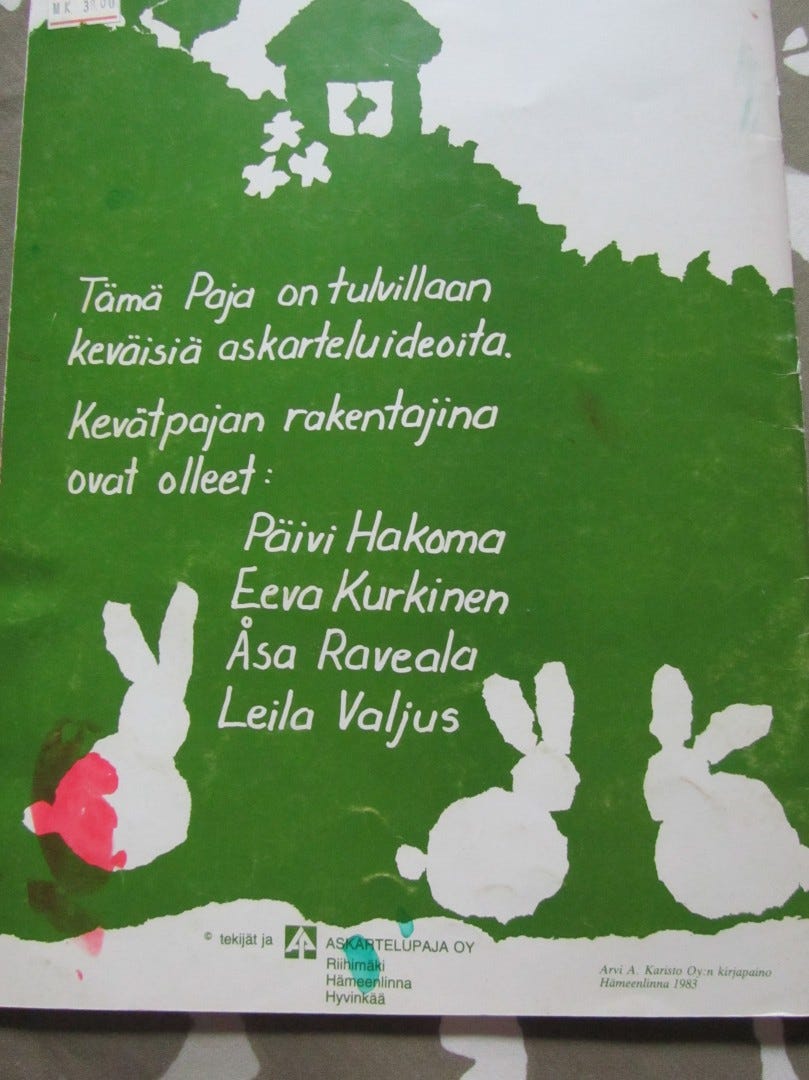 MK
Tämä Paja on tulvillaan
keväisiä askarteluideoita.
Kevätpajan rakentajina
ovat olleet:
Päivi Hakoma
Eeva Kurkinen
Åsa Raveala
Leila Valjus
© tekijät ja ASKARTELUPAJA OY
Riihimäki
Hämeenlinna
Hyvinkää
Arvi A. Karisto Oy:n kirjapaino
Hämeenlinna 1983